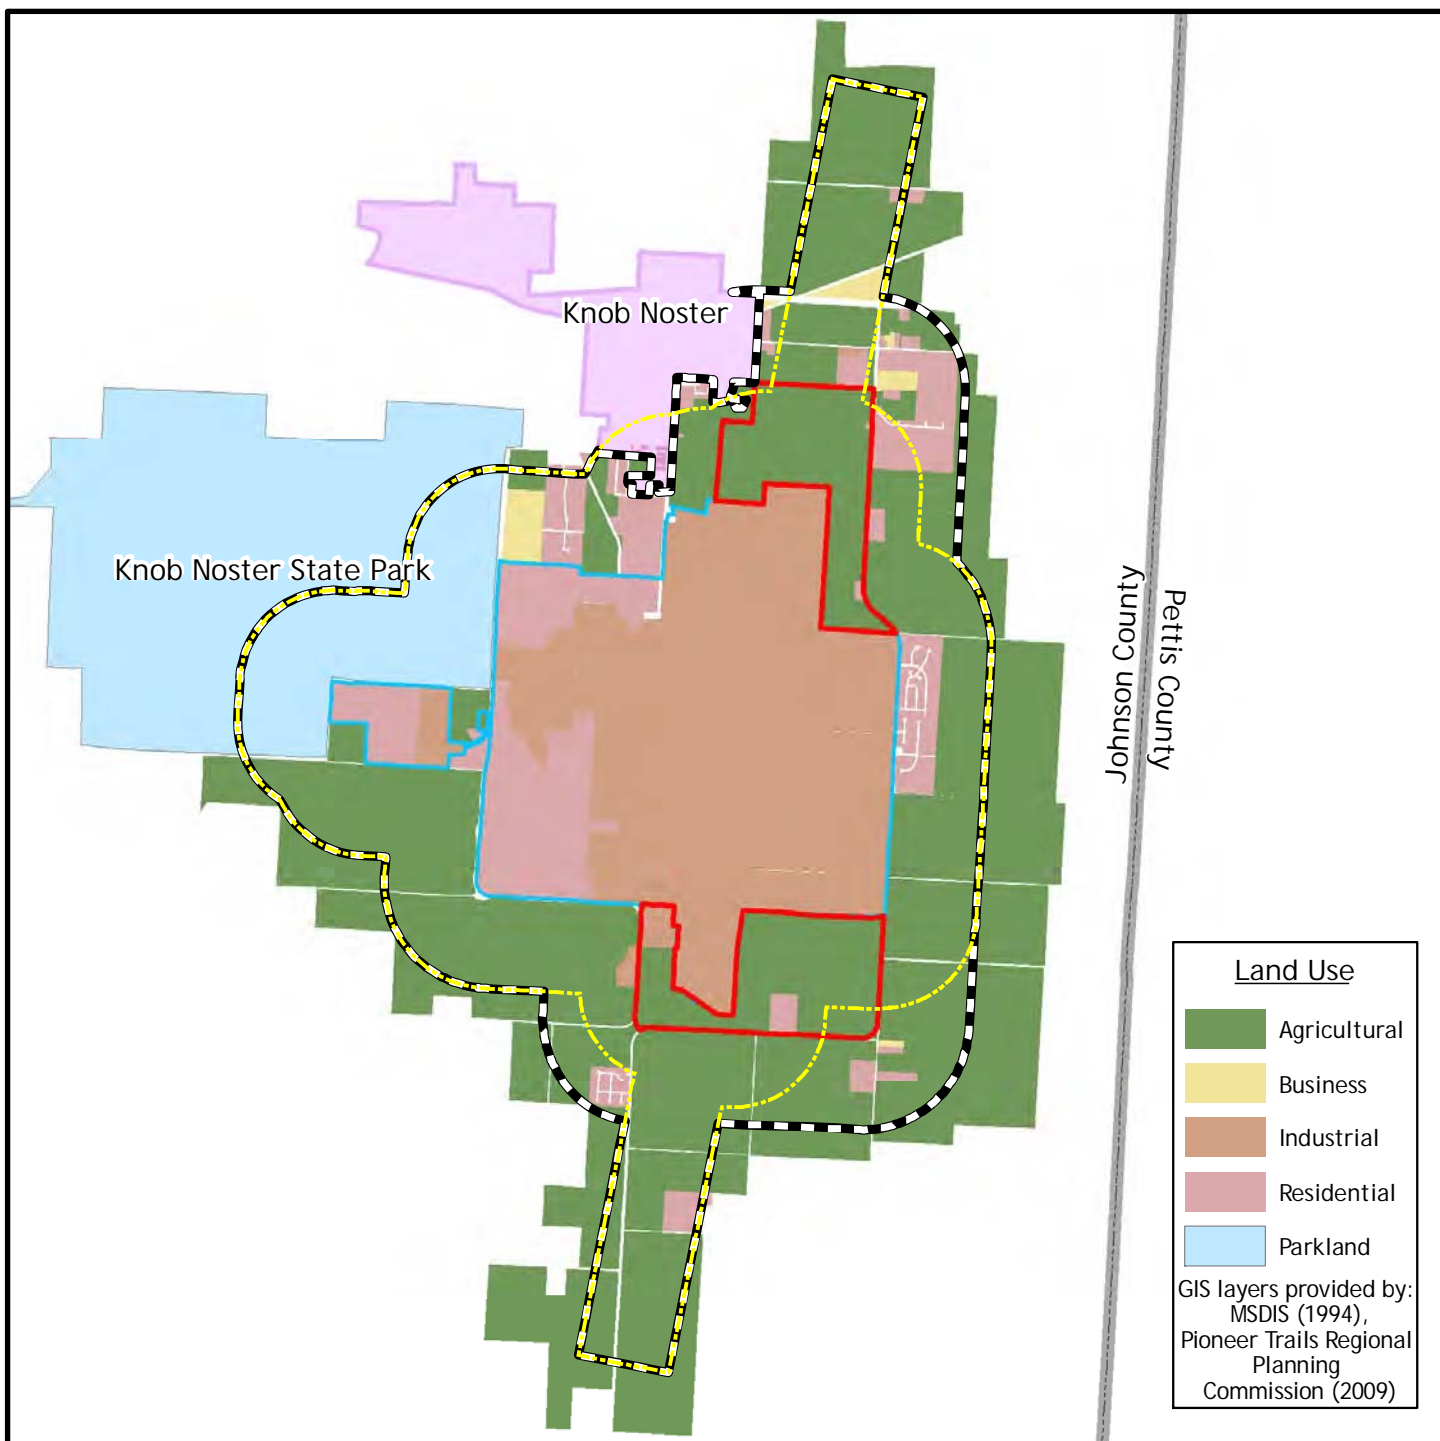 Knob Noster
Knob Noster State Park
Johnson County
Pettis County
Land Use
Agricultural
Business
Industrial
Residential
Parkland
GIS layers provided by:
MSDIS (1994),
Pioneer Trails Regional
Planning
Commission (2009)